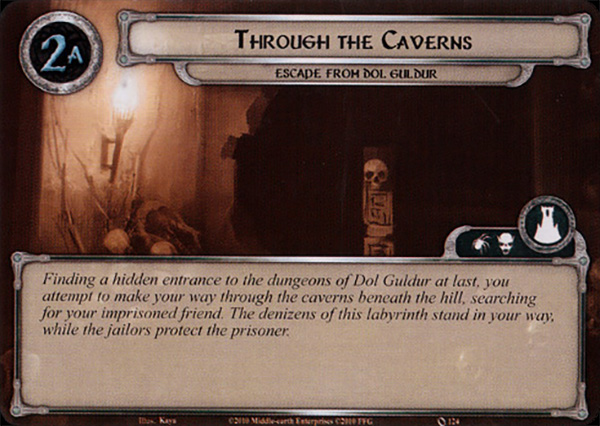 2A
THROUGH THE CAVERNS
ESCAPE FROM DOL GULDUR
Finding a hidden entrance to the dungeons of Dol Guldur at last, you
attempt to make your way through the caverns beneath the hill, searching
for your imprisoned friend. The denizens of this labyrinth stand in your way,
while the jailors protect the prisoner.
Illus. Kaya ©2010 Middle-earth Enterprises ©2010 FFG 124